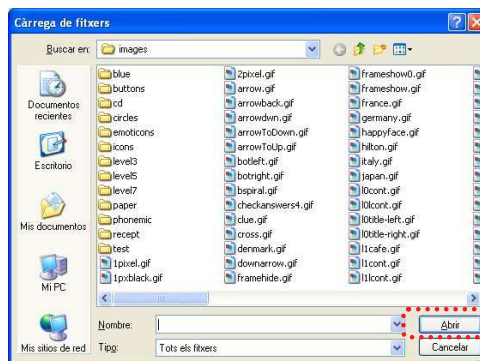 Càrrega de fitxers
Buscar en: images
Documentos recientes
Escritorio
Mis documentos
Mi PC
Mis sitios de red
blue
buttons
cd
circles
emoticons
icons
level3
level5
level7
paper
phonemic
recept
test
1pixel.gif
1pxblack.gif
2pixel.gif
arrow.gif
arrowback.gif
arrowdwn.gif
arrowToDown.gif
arrowToUp.gif
botleft.gif
botright.gif
bspiral.gif
checkanswers4.gif
clue.gif
cross.gif
denmark.gif
downarrow.gif
framehide.gif
frameshow0.gif
frameshow.gif
france.gif
germany.gif
happyface.gif
hilton.gif
italy.gif
japan.gif
l0cont.gif
l0lcont.gif
l0title-left.gif
l0title-right.gif
l1cafe.gif
l1cont.gif
l1lcont.gif
Nombre:
Abrir
Tipo: Tots els fitxers
Cancelar